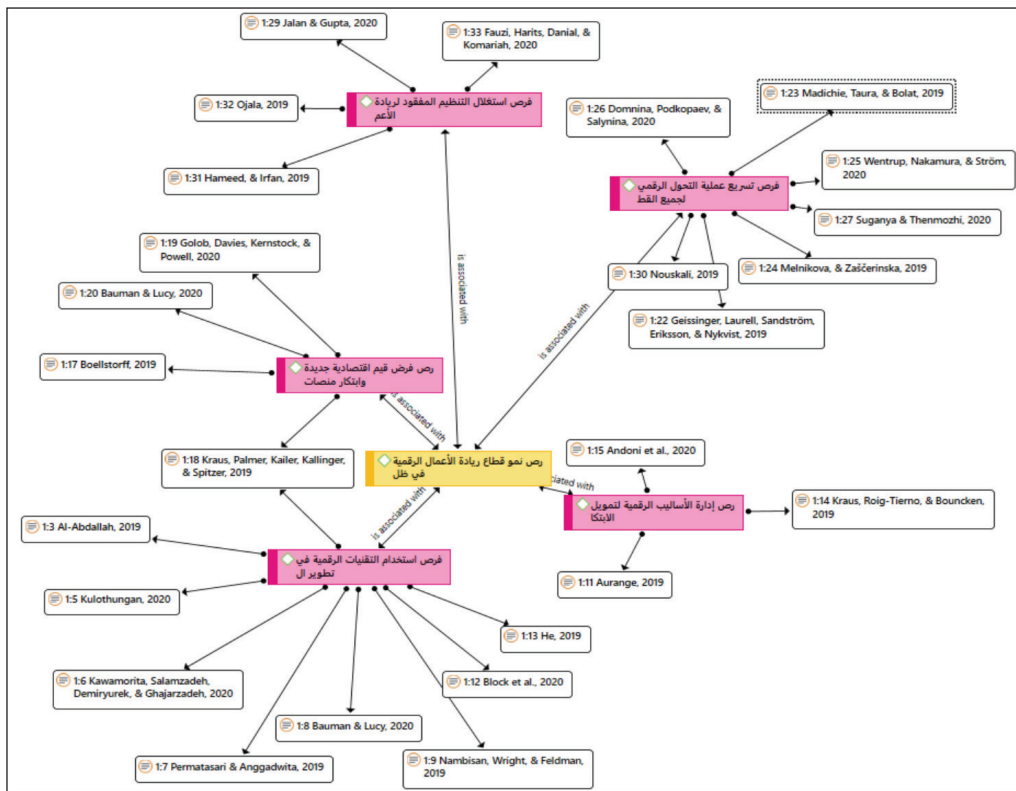 1:29 Jalan & Gupta, 2020
1:33 Fauzi, Harits, Danial, &
Komariah, 2020
1:32 Ojala, 2019
فرص استغلال التنظيم المفقود لريادة
الأعم
1:31 Hameed, & Irfan, 2019
1:26 Domnina, Podkopaev, &
Salynina, 2020
1:23 Madichie, Taura, & Bolat, 2019
1:25 Wentrup, Nakamura, & Ström,
2020
فرص تسريع عملية التحول الرقمي
لجميع القط
1:27 Suganya & Thenmozhi, 2020
1:30 Nouskali, 2019
1:24 Melnikova, & Zaščerinska, 2019
1:22 Geissinger, Laurell, Sandström,
Eriksson, & Nykvist, 2019
is associated with
is associated with
1:19 Golob, Davies, Kernstock, &
Powell, 2020
1:20 Bauman & Lucy, 2020
1:17 Boellstorff, 2019
رص فرض قيم اقتصادية جديدة
وابتكار منصات
is associated with
1:18 Kraus, Palmer, Kailer, Kallinger,
& Spitzer, 2019
رص نمو قطاع ريادة الأعمال الرقمية
في ظل
1:15 Andoni et al., 2020
sociated with
رص إدارة الأساليب الرقمية لتمويل
الابتكا
1:14 Kraus, Roig-Tierno, & Bouncken,
2019
1:11 Aurange, 2019
is associated with
1:3 Al-Abdallah, 2019
فرص استخدام التقنيات الرقمية في
تطوير ال
1:5 Kulothungan, 2020
1:13 He, 2019
1:6 Kawamorita, Salamzadeh,
Demiryurek, & Ghajarzadeh, 2020
1:12 Block et al., 2020
1:8 Bauman & Lucy, 2020
1:7 Permatasari & Anggadwita, 2019
1:9 Nambisan, Wright, & Feldman,
2019